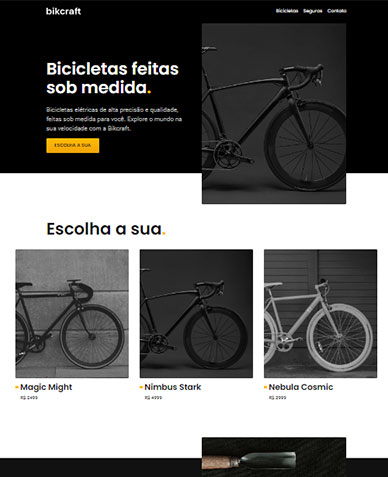 bikcraft
Bicicletas Seguros Contato
Bicicletas feitas
sob medida.
Bicicletas elétricas de alta precisão e qualidade,
feitas sob medida para você. Explore o mundo na
sua velocidade com a Bikcraft.
ESCOLHA A SUA
Escolha a sua.
Magic Might
R$ 2499
Nimbus Stark
R$ 4999
Nebula Cosmic
R$ 3999